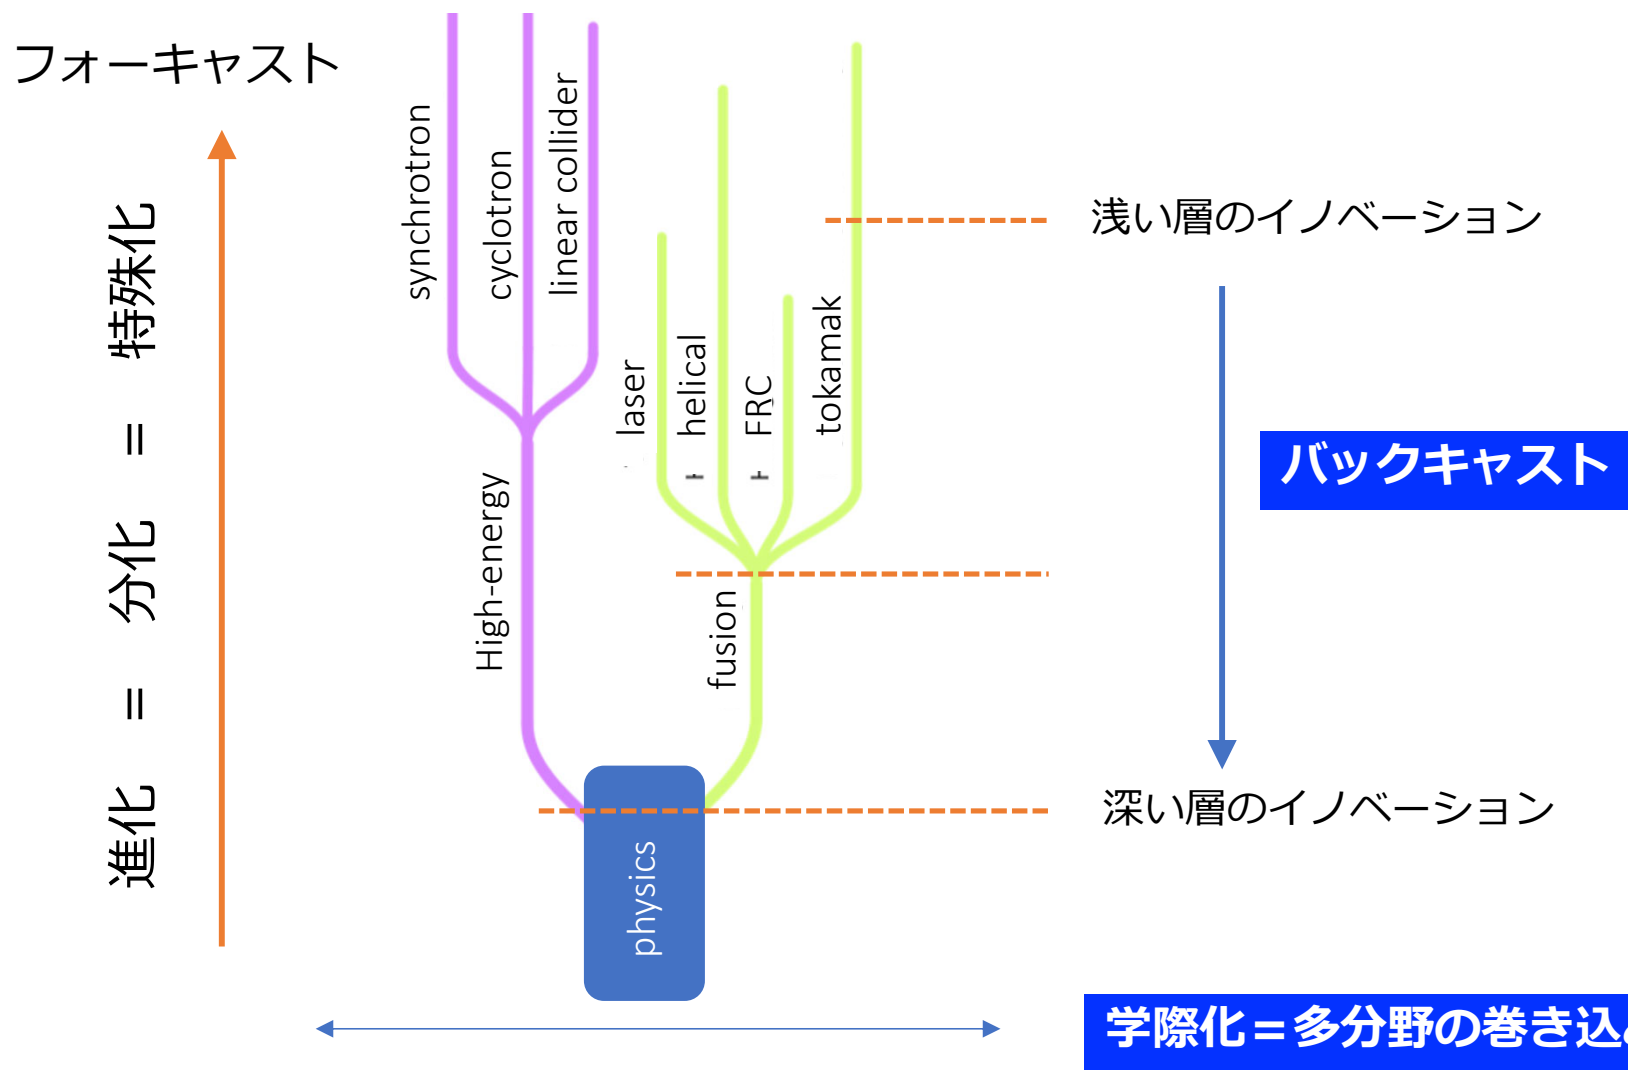 フォーキャスト
進化 = 分化 = 特殊化
synchrotron
cyclotron
linear collider
laser
helical
FRC
tokamak
High-energy
fusion
physics
浅い層のイノベーション
バックキャスト
深い層のイノベーション
学際化=多分野の巻き込